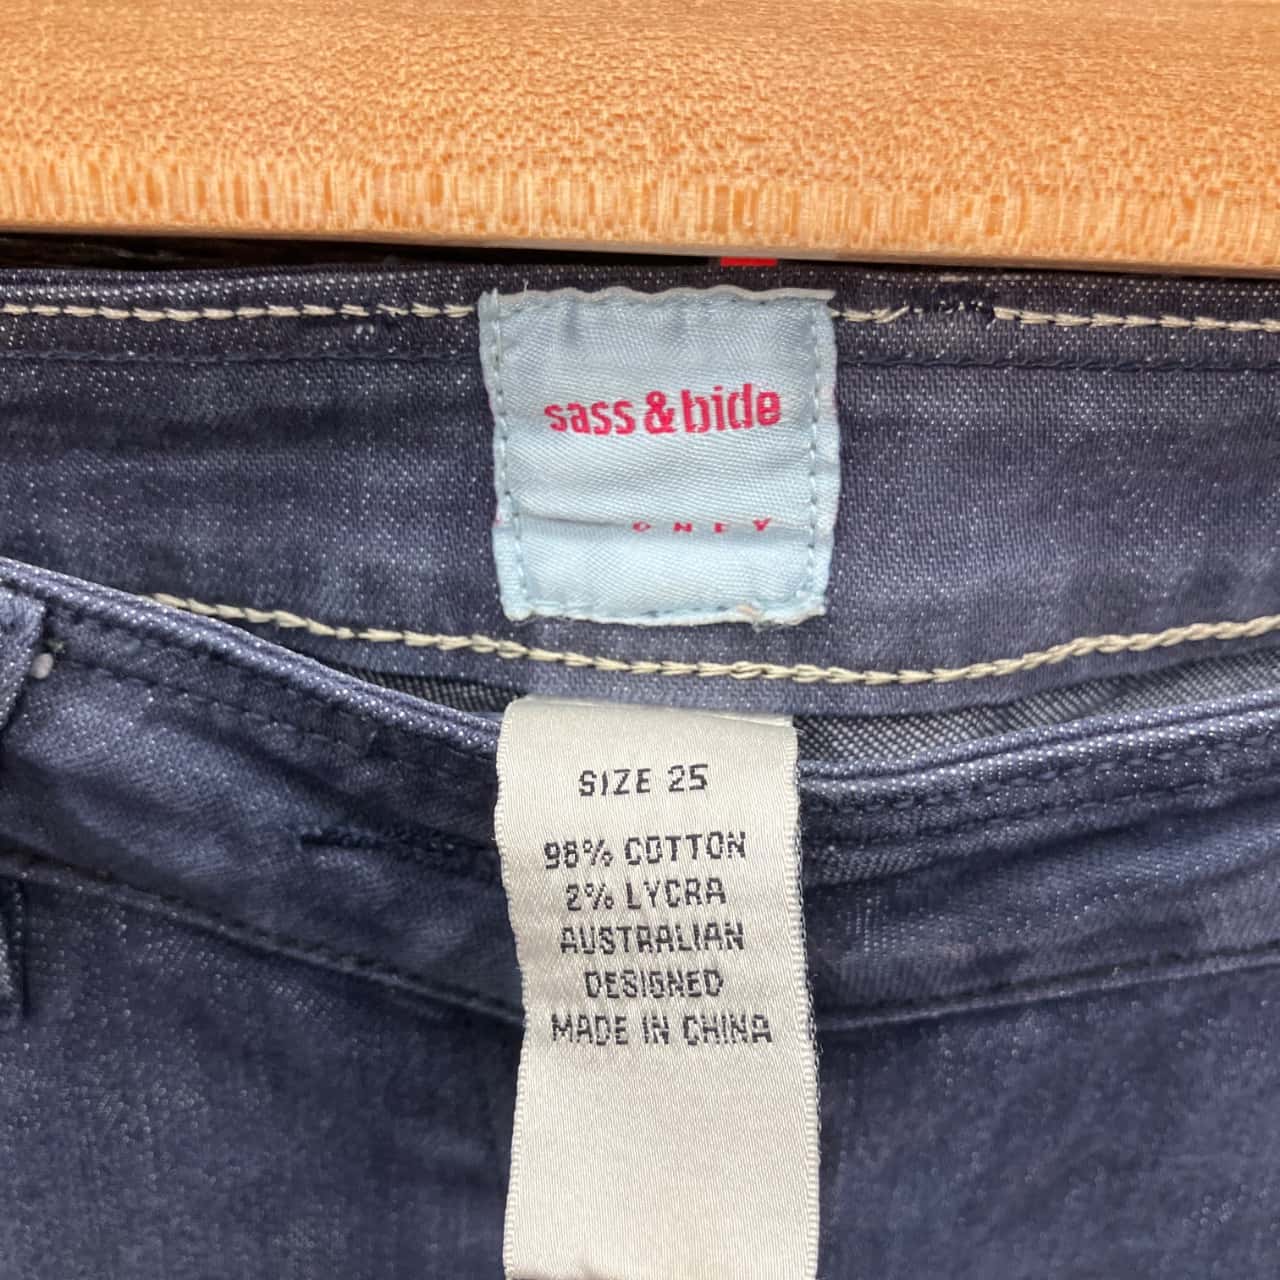 sass & bide
SIZE 25
98% COTTON
2% LYCRA
AUSTRALIAN
DESIGNED
MADE IN CHINA